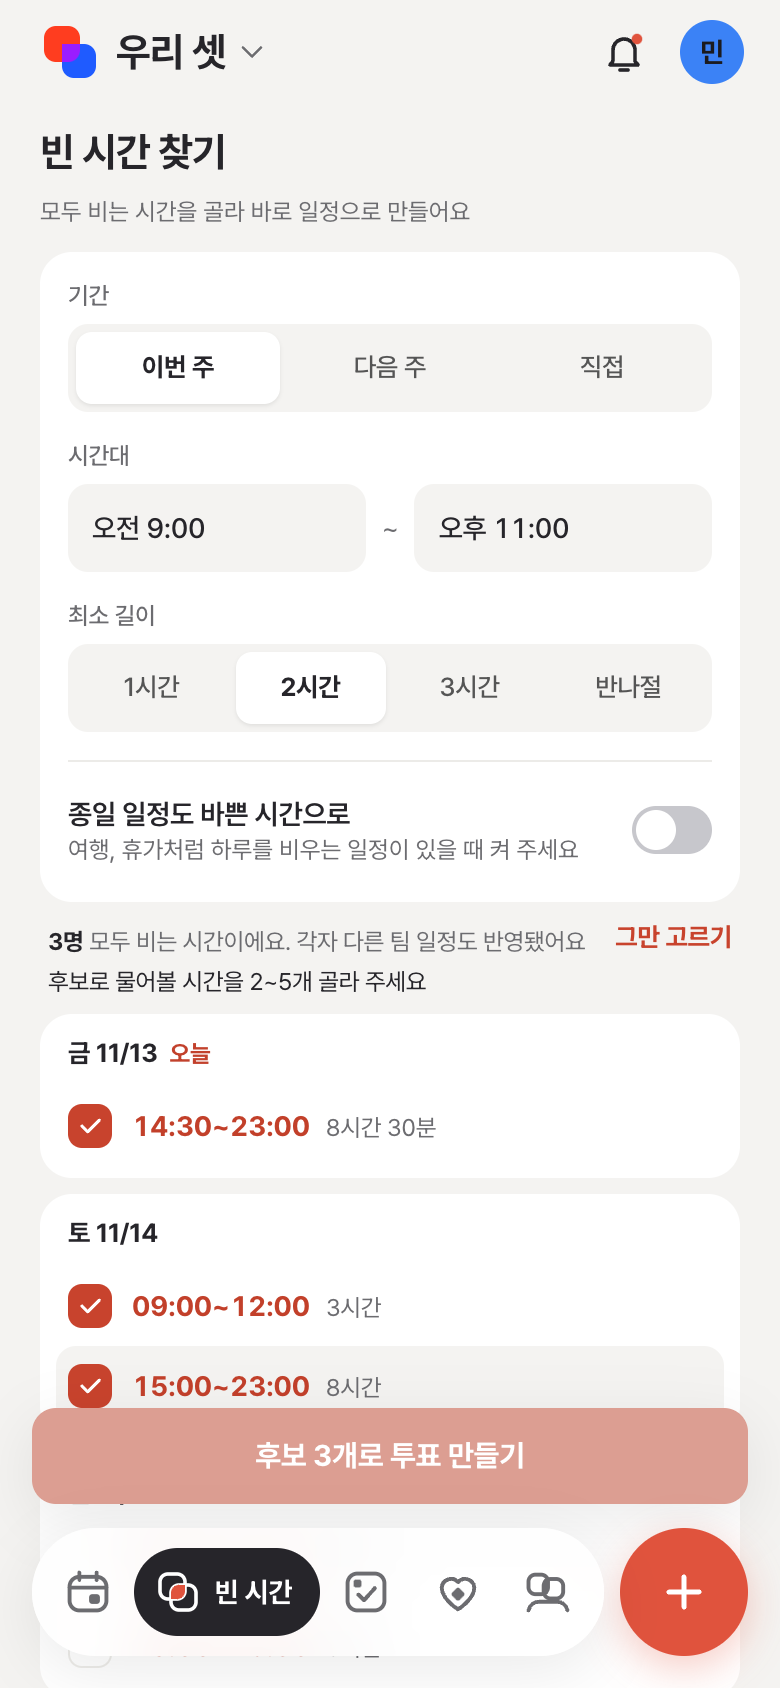 우리 셋
민
빈 시간 찾기
모두 비는 시간을 골라 바로 일정으로 만들어요
기간
이번 주 다음 주 직접
시간대
오전 9:00 ~ 오후 11:00
최소 길이
1시간 2시간 3시간 반나절
종일 일정도 바쁜 시간으로
여행, 휴가처럼 하루를 비우는 일정이 있을 때 켜 주세요
3명 모두 비는 시간이에요. 각자 다른 팀 일정도 반영됐어요 그만 고르기
후보로 물어볼 시간을 2~5개 골라 주세요
금 11/13 오늘
14:30~23:00 8시간 30분
토 11/14
09:00~12:00 3시간
15:00~23:00 8시간
후보 3개로 투표 만들기
빈 시간